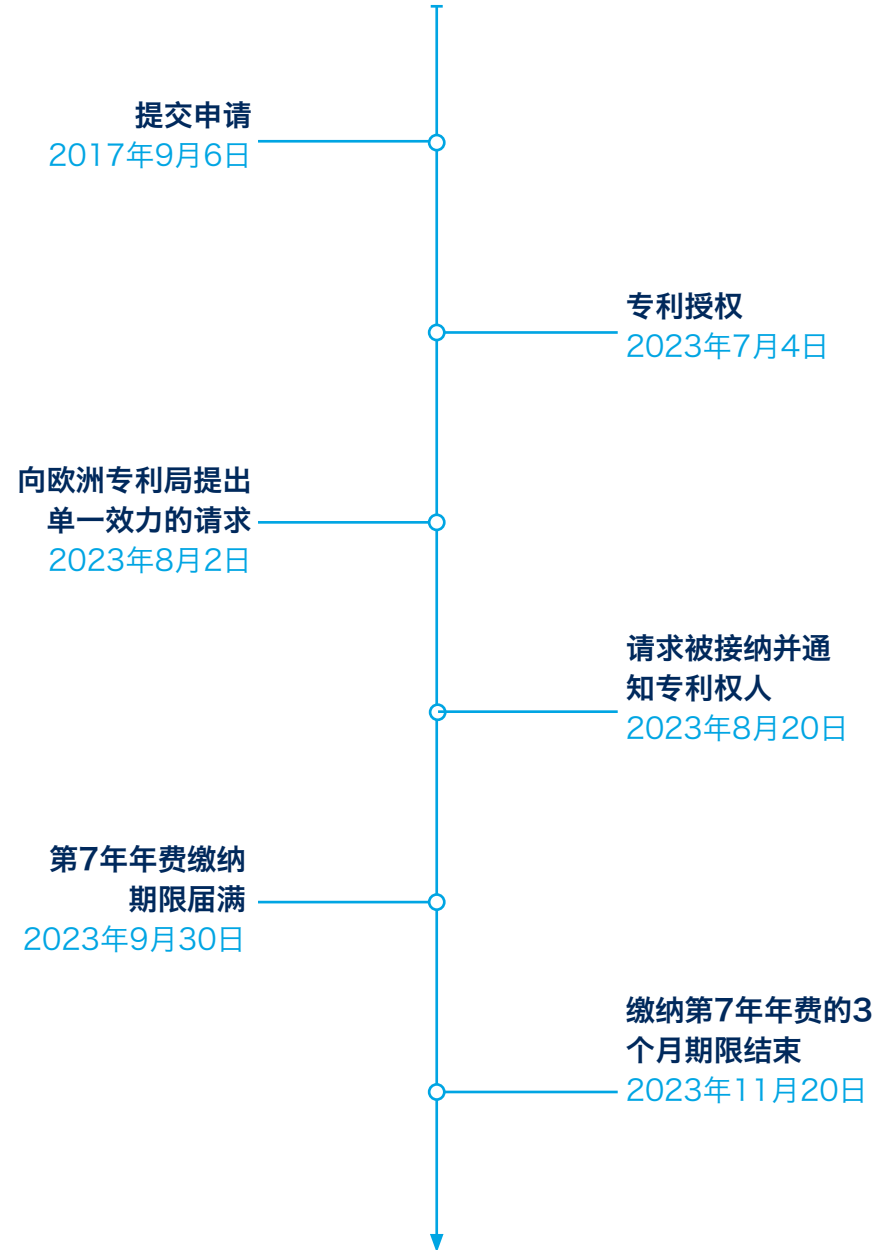 提交申请
2017年9月6日
专利授权
2023年7月4日
向欧洲专利局提出
单一效力的请求
2023年8月2日
请求被接纳并通
知专利权人
2023年8月20日
第7年年费缴纳
期限届满
2023年9月30日
缴纳第7年年费的3
个月期限结束
2023年11月20日